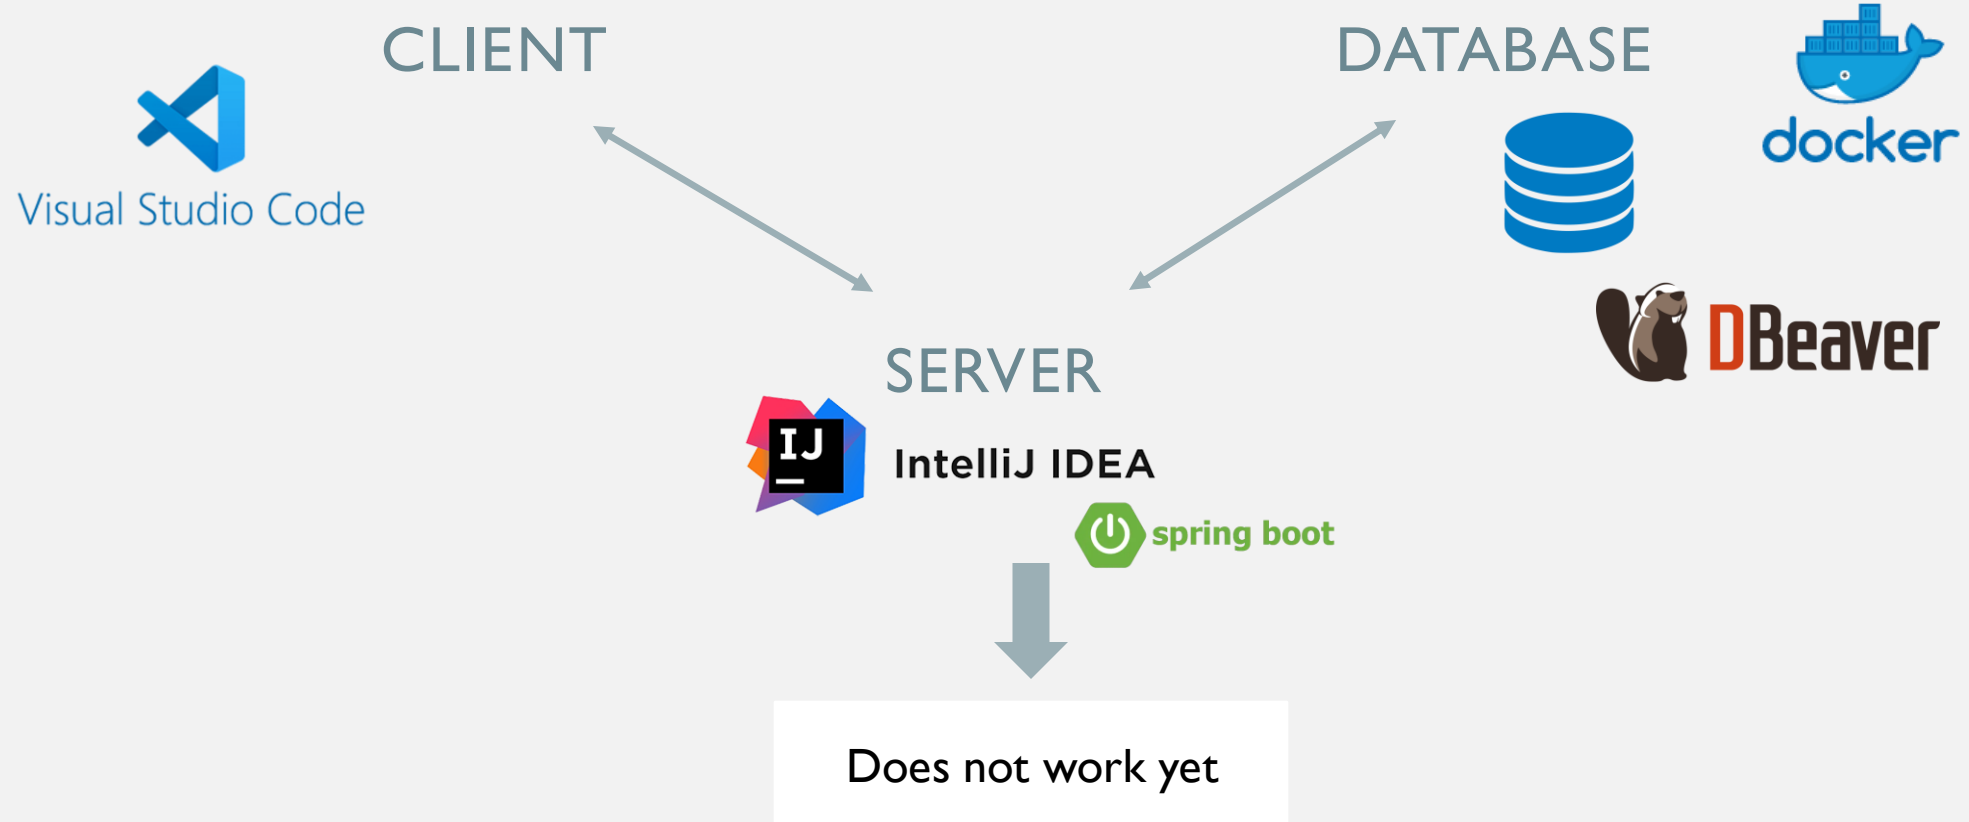 CLIENT
DATABASE
docker
Visual Studio Code
DBeaver
SERVER
IJ
IntelliJ IDEA
spring boot
Does not work yet